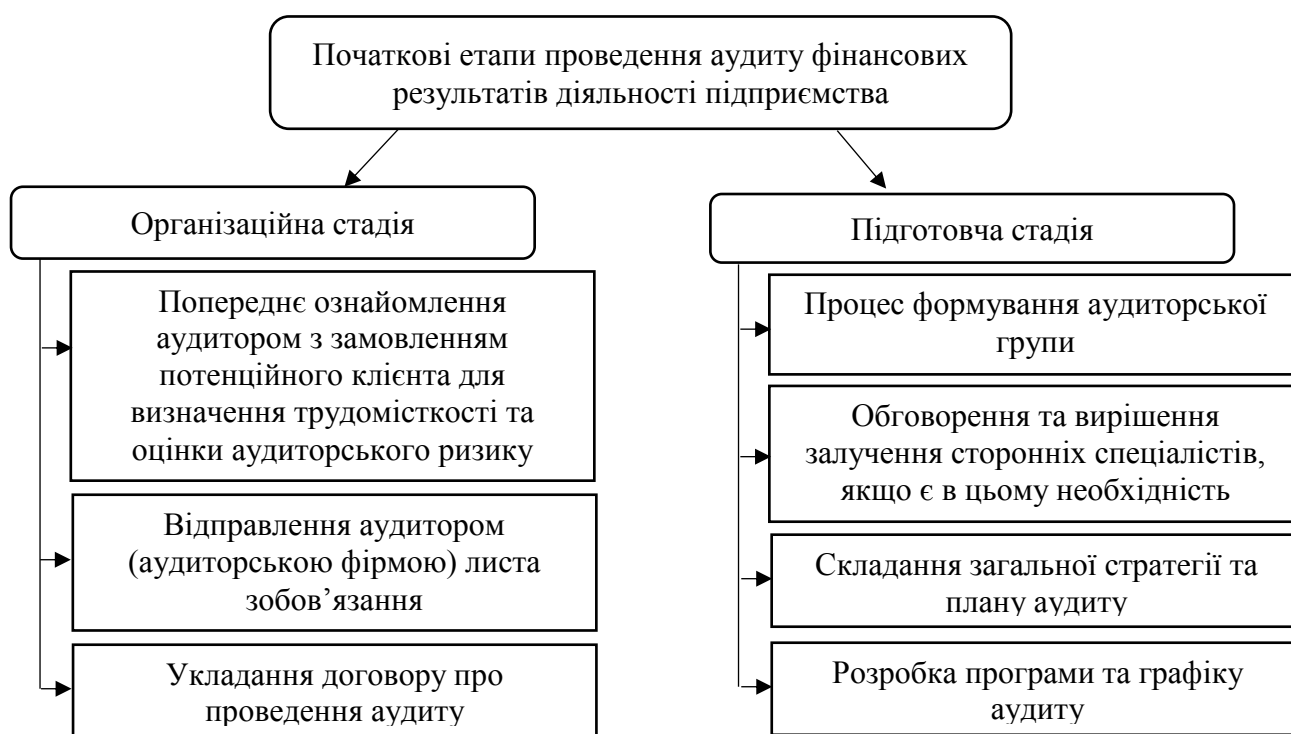 Початкові етапи проведення аудиту фінансових
результатів діяльності підприємства
Організаційна стадія
Попереднє ознайомлення
аудитором з замовленням
потенційного клієнта для
визначення трудомісткості та
оцінки аудиторського ризику
Відправлення аудитором
(аудиторською фірмою) листа
зобов’язання
Укладання договору про
проведення аудиту
Підготовча стадія
Процес формування аудиторської
групи
Обговорення та вирішення
залучення сторонніх спеціалістів,
якщо є в цьому необхідність
Складання загальної стратегії та
плану аудиту
Розробка програми та графіку
аудиту